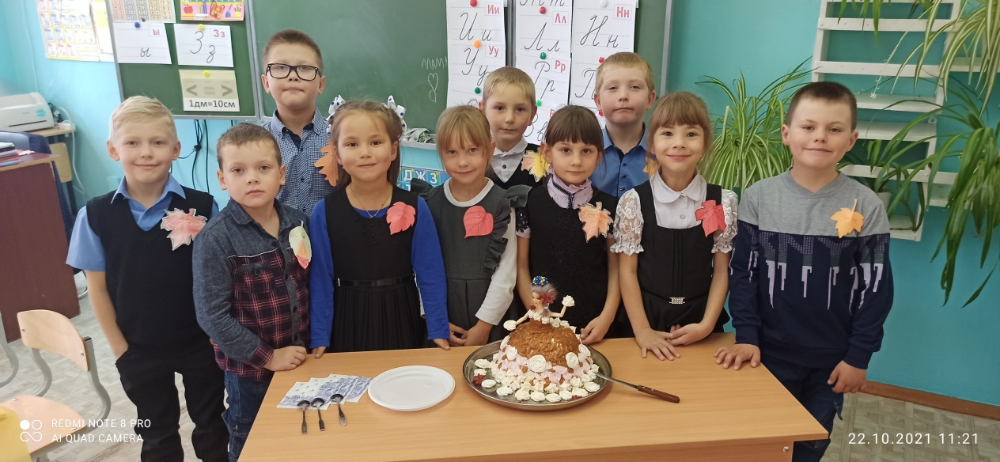 ы
ы
Зз
З з
< = >
1дм=10см
Ии
И и
Уу
У у
Лл
Л л
Рр
Р р
Нн
Н н
МАМА
Д Ж З
REDMI NOTE 8 PRO
AI QUAD CAMERA
22.10.2021 11:21